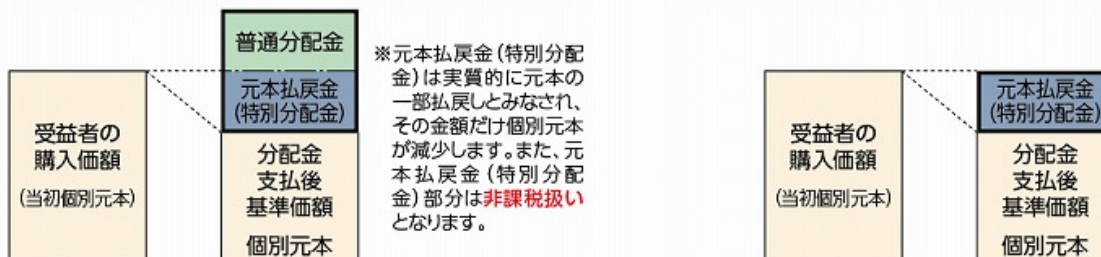 普通分配金
元本払戻金
(特別分配金)
受益者の
購入価額
(当初個別元本)
分配金
支払後
基準価額
個別元本
※元本払戻金(特別分配
金)は実質的に元本の
一部払戻しとみなされ、
その金額だけ個別元本
が減少します。また、元
本払戻金(特別分配
金)部分は非課税扱い
となります。
受益者の
購入価額
(当初個別元本)
元本払戻金
(特別分配金)
分配金
支払後
基準価額
個別元本